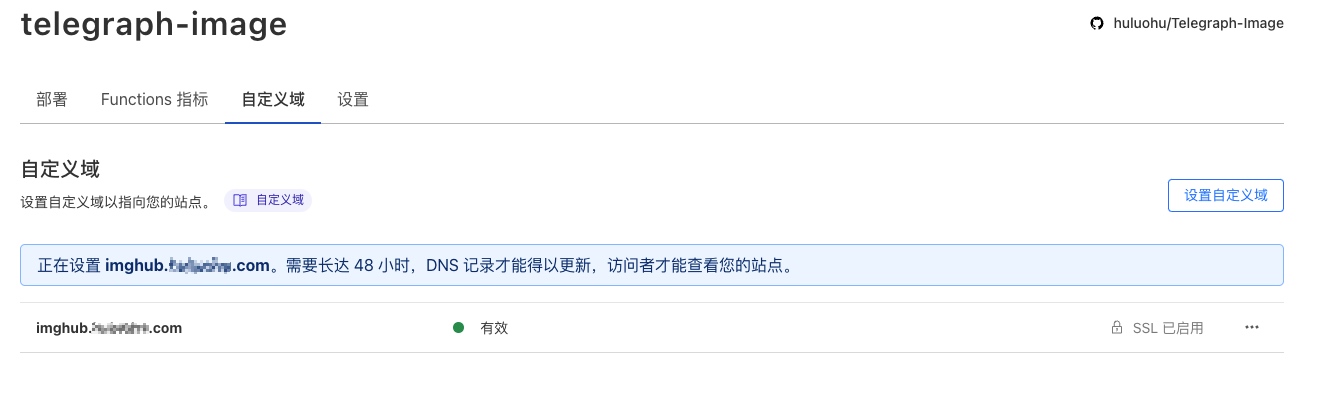 telegraph-image
huluohu/Telegraph-Image
部署 Functions 指标 自定义域 设置
自定义域
设置自定义域以指向您的站点。 自定义域
设置自定义域
正在设置 imghub. .com。需要长达 48 小时，DNS 记录才能得以更新，访问者才能查看您的站点。
imghub. .com 有效 SSL 已启用 ···